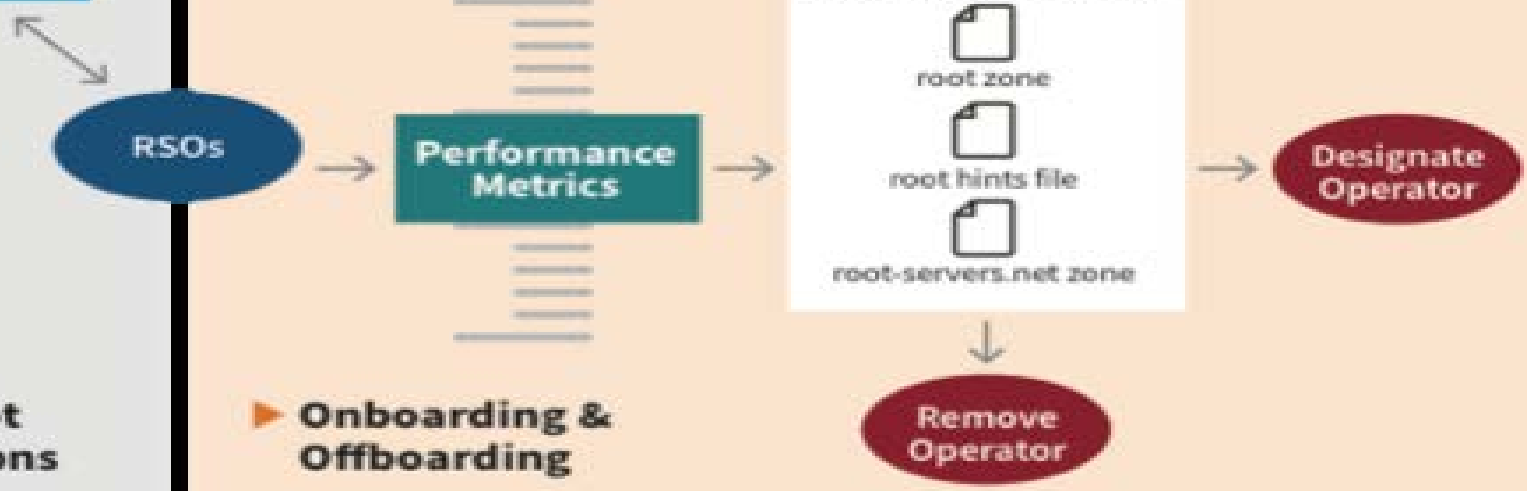 RSOs
Performance
Metrics
root zone
root hints file
root-servers.net zone
Designate
Operator
Remove
Operator
Onboarding &
Offboarding